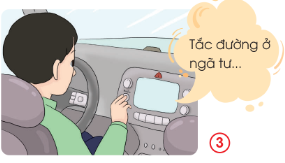 Tắc đường ở
ngã tư...
3